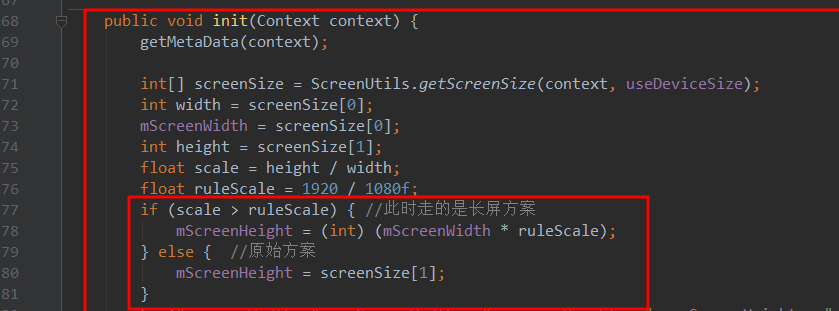 68 public void init(Context context) {
69 getMetaData(context);
70
71 int[] screenSize = ScreenUtils.getScreenSize(context, useDeviceSize);
72 int width = screenSize[0];
73 mScreenWidth = screenSize[0];
74 int height = screenSize[1];
75 float scale = height / width;
76 float ruleScale = 1920 / 1080f;
77 if (scale > ruleScale) { //此时走的是长屏方案
78 mScreenHeight = (int) (mScreenWidth * ruleScale);
79 } else {  //原始方案
80 mScreenHeight = screenSize[1];
81 }